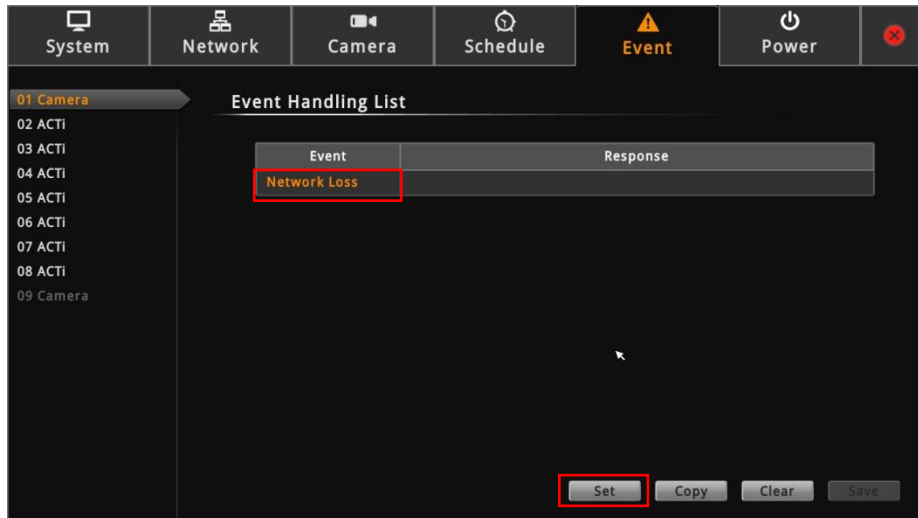 System Network Camera Schedule Event Power
01 Camera
Event Handling List
02 ACTi
03 ACTi
Event Response
04 ACTi
Network Loss
05 ACTi
06 ACTi
07 ACTi
08 ACTi
09 Camera
Set Copy Clear Save